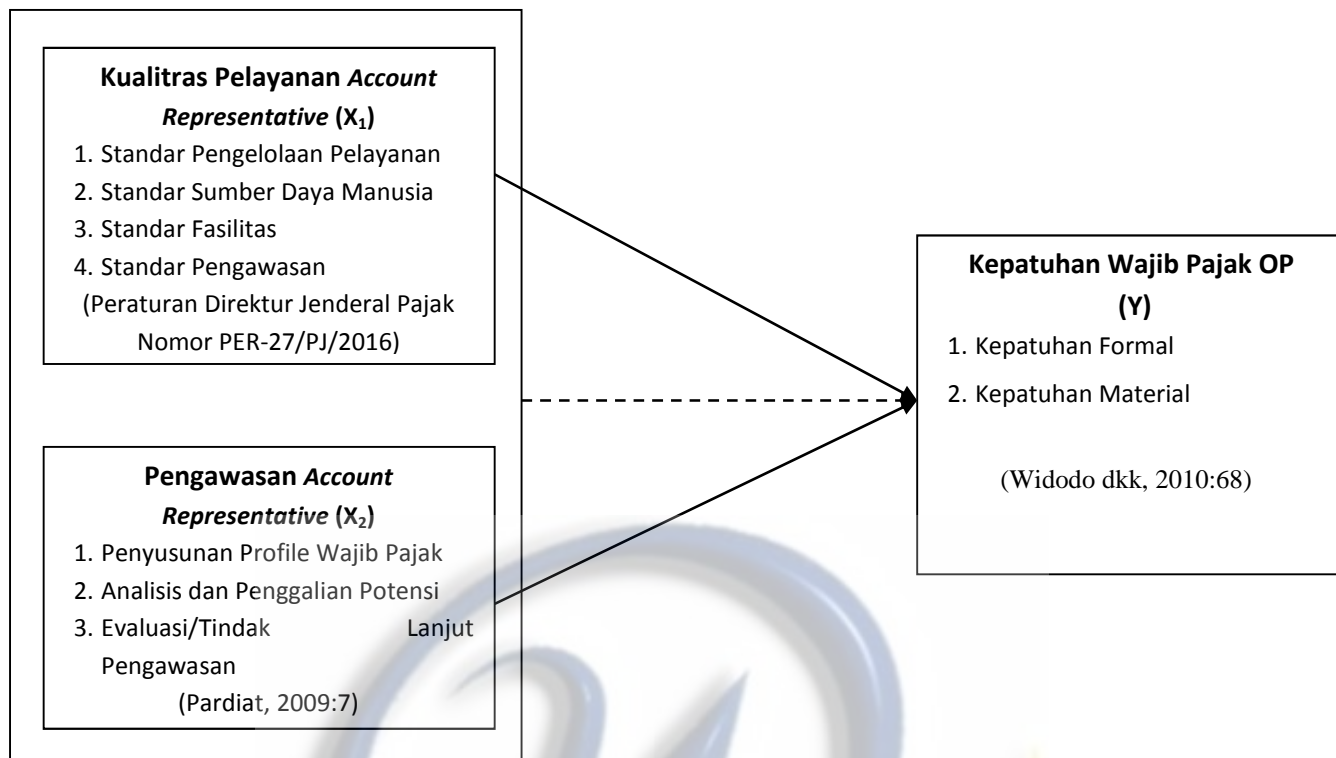 Kualitras Pelayanan Account
Representative (X₁)
1. Standar Pengelolaan Pelayanan
2. Standar Sumber Daya Manusia
3. Standar Fasilitas
4. Standar Pengawasan
(Peraturan Direktur Jenderal Pajak
Nomor PER-27/PJ/2016)
Pengawasan Account
Representative (X₂)
1. Penyusunan Profile Wajib Pajak
2. Analisis dan Penggalian Potensi
3. Evaluasi/Tindak Lanjut
Pengawasan
(Pardiat, 2009:7)
Kepatuhan Wajib Pajak OP
(Y)
1. Kepatuhan Formal
2. Kepatuhan Material
(Widodo dkk, 2010:68)